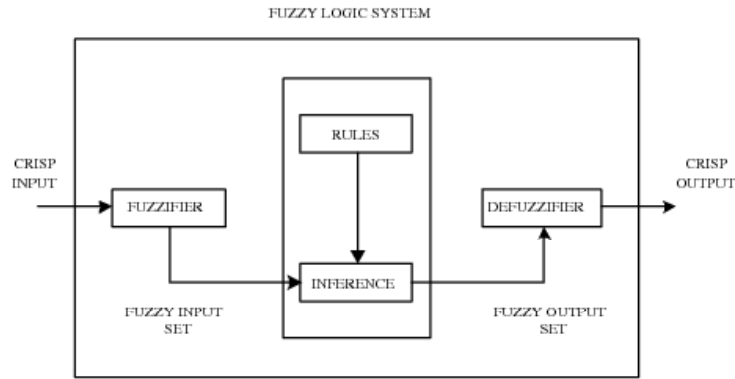 FUZZY LOGIC SYSTEM
RULES
CRISP
INPUT
CRISP
OUTPUT
FUZZIFIER
DEFUZZIFIER
INFERENCE
FUZZY INPUT
SET
FUZZY OUTPUT
SET